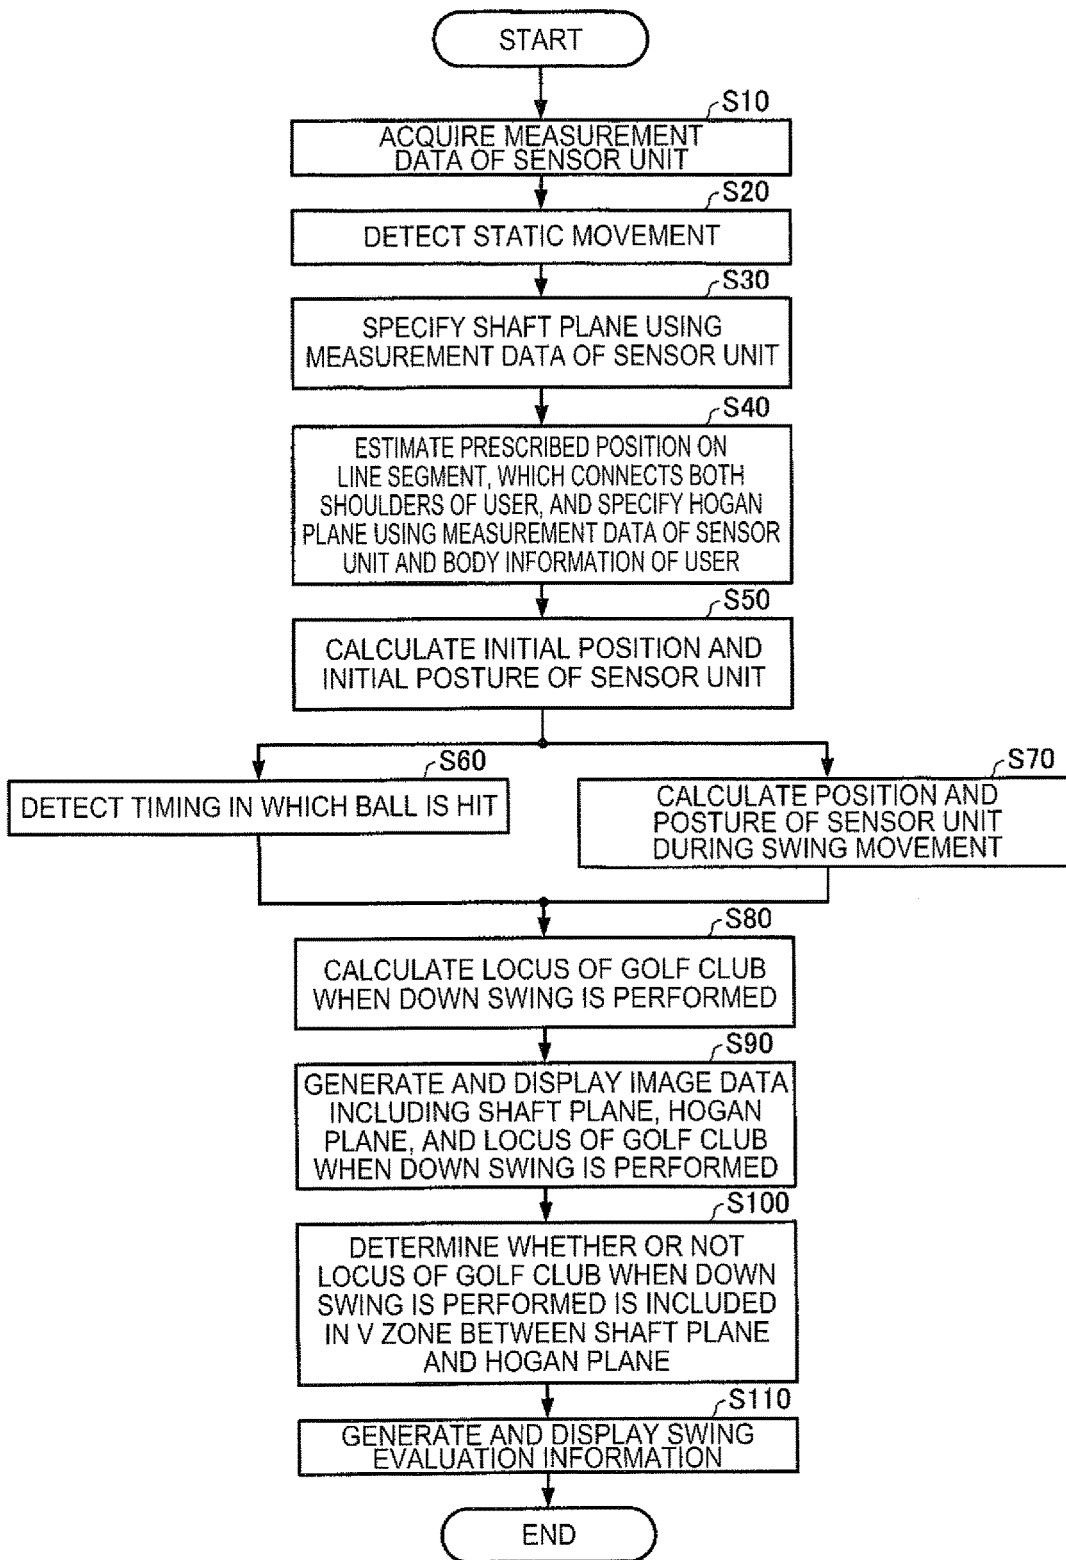 START
S10
ACQUIRE MEASUREMENT
DATA OF SENSOR UNIT
S20
DETECT STATIC MOVEMENT
S30
SPECIFY SHAFT PLANE USING
MEASUREMENT DATA OF SENSOR UNIT
S40
ESTIMATE PRESCRIBED POSITION ON
LINE SEGMENT, WHICH CONNECTS BOTH
SHOULDERS OF USER, AND SPECIFY HOGAN
PLANE USING MEASUREMENT DATA OF SENSOR
UNIT AND BODY INFORMATION OF USER
S50
CALCULATE INITIAL POSITION AND
INITIAL POSTURE OF SENSOR UNIT
S60
DETECT TIMING IN WHICH BALL IS HIT
S70
CALCULATE POSITION AND
POSTURE OF SENSOR UNIT
DURING SWING MOVEMENT
S80
CALCULATE LOCUS OF GOLF CLUB
WHEN DOWN SWING IS PERFORMED
S90
GENERATE AND DISPLAY IMAGE DATA
INCLUDING SHAFT PLANE, HOGAN
PLANE, AND LOCUS OF GOLF CLUB
WHEN DOWN SWING IS PERFORMED
S100
DETERMINE WHETHER OR NOT
LOCUS OF GOLF CLUB WHEN DOWN
SWING IS PERFORMED IS INCLUDED
IN V ZONE BETWEEN SHAFT PLANE
AND HOGAN PLANE
S110
GENERATE AND DISPLAY SWING
EVALUATION INFORMATION
END